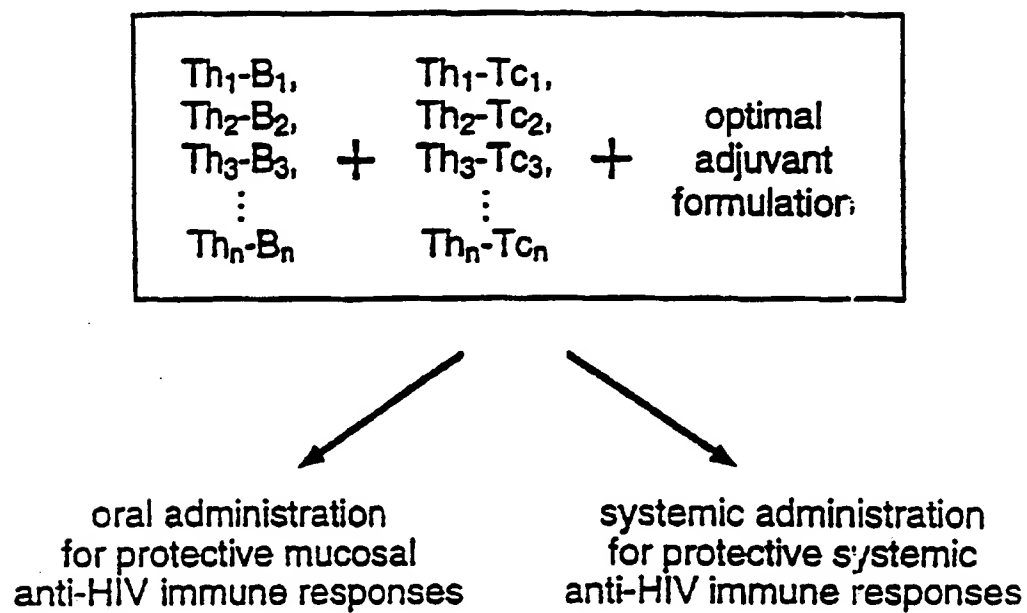 Th₁-B₁,
Th₂-B₂,
Th₃-B₃,
⋮
Thₙ-Bₙ
+
Th₁-Tc₁,
Th₂-Tc₂,
Th₃-Tc₃,
⋮
Thₙ-Tcₙ
+
optimal
adjuvant
formulation
oral administration
for protective mucosal
anti-HIV immune responses
systemic administration
for protective systemic
anti-HIV immune responses